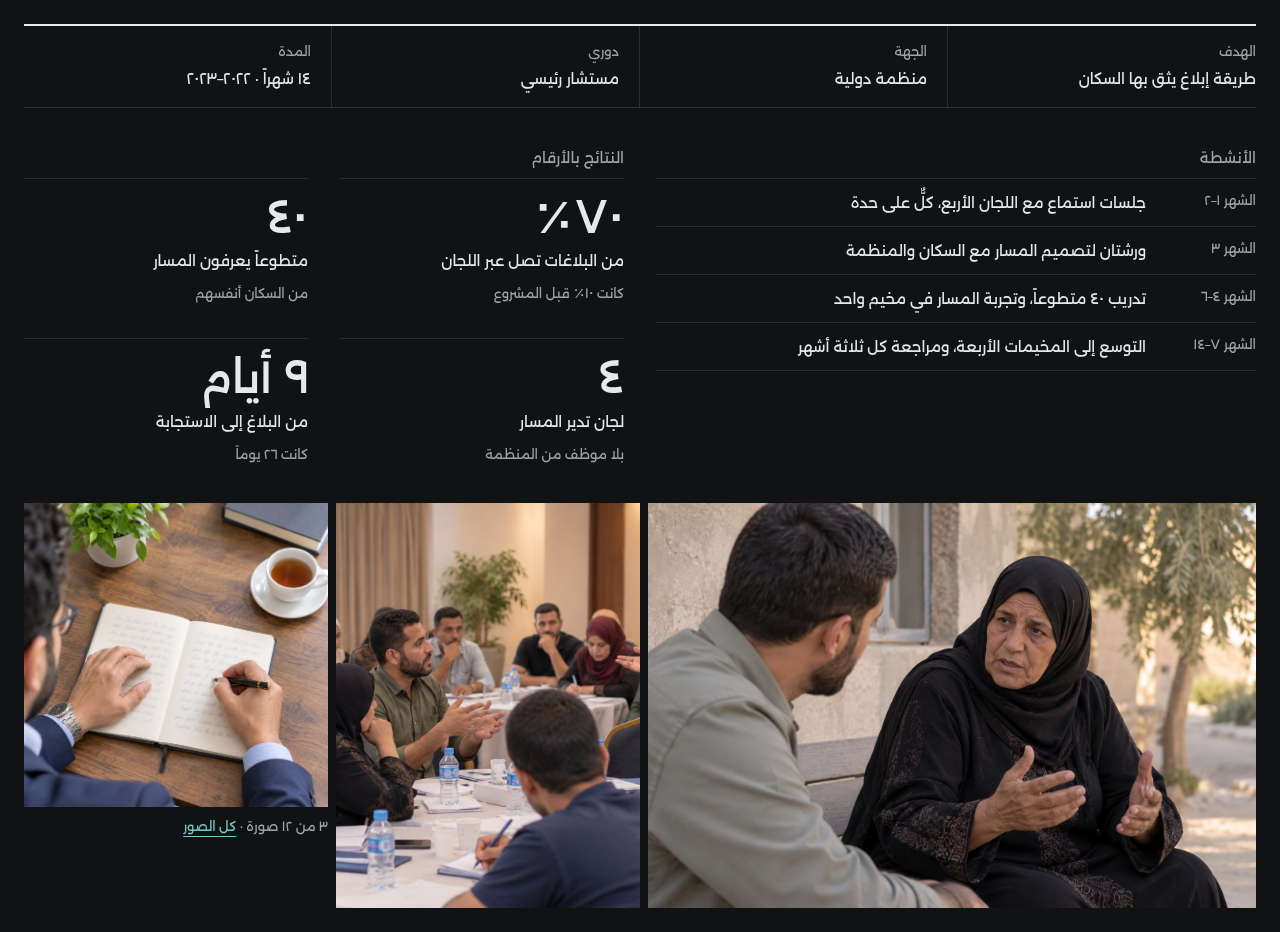 الهدف
طريقة إبلاغ يثق بها السكان
الجهة
منظمة دولية
دوري
مستشار رئيسي
المدة
١٤ شهراً · ٢٠٢٢–٢٠٢٣
الأنشطة
الشهر ١–٢
جلسات استماع مع اللجان الأربع، كلٌّ على حدة
الشهر ٣
ورشتان لتصميم المسار مع السكان والمنظمة
الشهر ٤–٦
تدريب ٤٠ متطوعاً، وتجربة المسار في مخيم واحد
الشهر ٧–١٤
التوسع إلى المخيمات الأربعة، ومراجعة كل ثلاثة أشهر
النتائج بالأرقام
٧٠٪
من البلاغات تصل عبر اللجان
كانت ١٠٪ قبل المشروع
٤٠
متطوعاً يعرفون المسار
من السكان أنفسهم
٤
لجان تدير المسار
بلا موظف من المنظمة
٩ أيام
من البلاغ إلى الاستجابة
كانت ٢٦ يوماً
٣ من ١٢ صورة · كل الصور